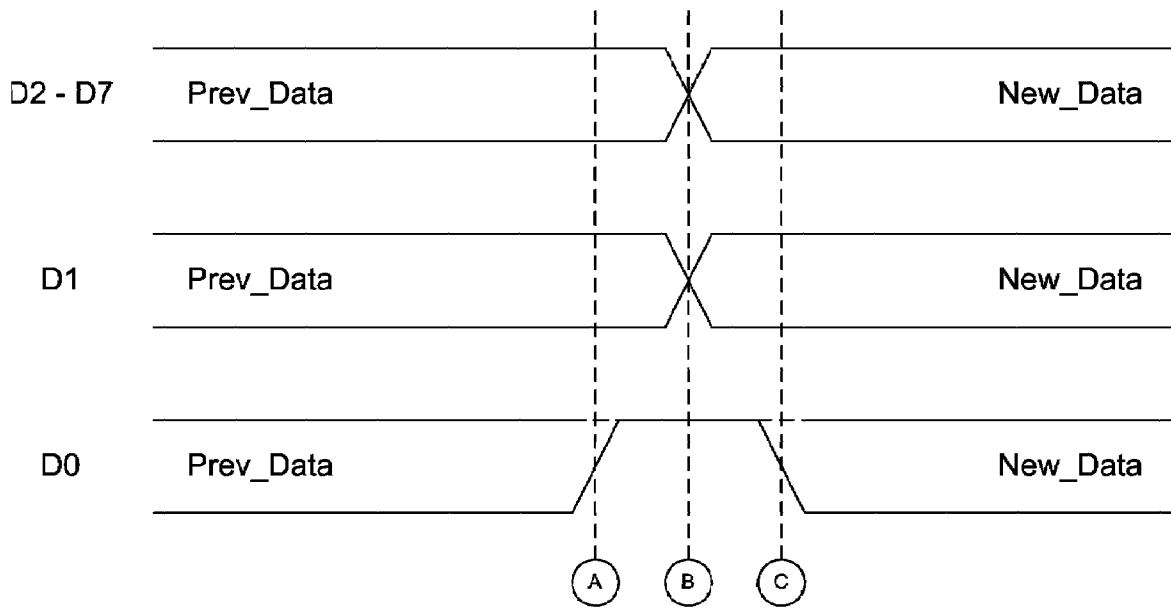 D2 - D7 Prev_Data New_Data
D1 Prev_Data New_Data
D0 Prev_Data New_Data
A B C